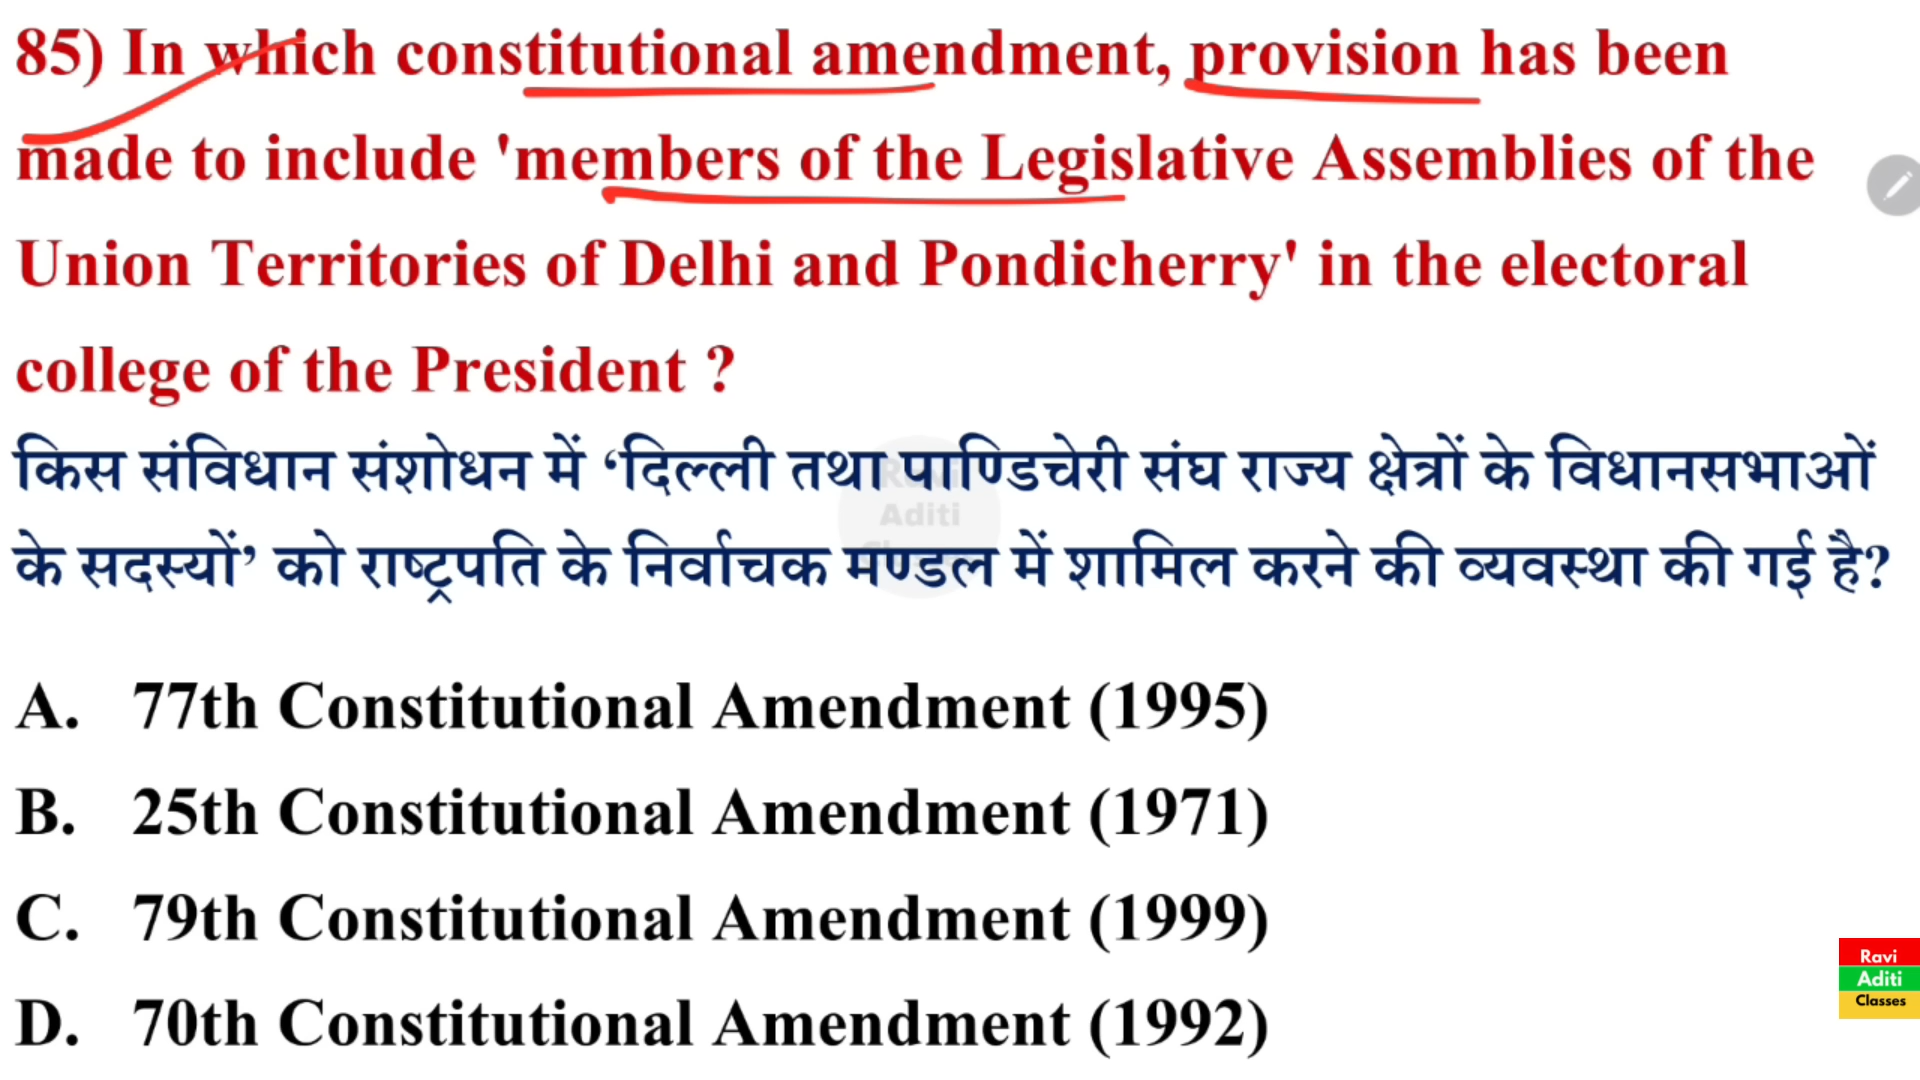 85) In which constitutional amendment, provision has been
made to include 'members of the Legislative Assemblies of the
Union Territories of Delhi and Pondicherry' in the electoral
college of the President ?
किस संविधान संशोधन में ‘दिल्ली तथा पाण्डिचेरी संघ राज्य क्षेत्रों के विधानसभाओं
के सदस्यों’ को राष्ट्रपति के निर्वाचक मण्डल में शामिल करने की व्यवस्था की गई है?
Ravi
Aditi
Classes
A. 77th Constitutional Amendment (1995)
B. 25th Constitutional Amendment (1971)
C. 79th Constitutional Amendment (1999)
D. 70th Constitutional Amendment (1992)
Ravi
Aditi
Classes